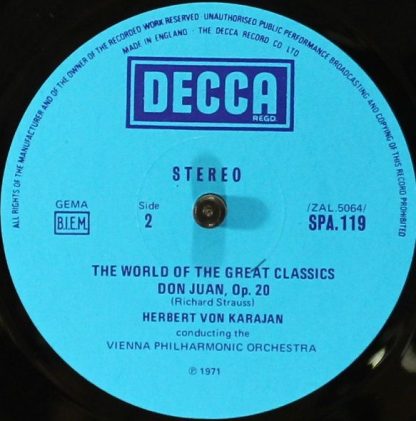 ALL RIGHTS OF THE MANUFACTURER AND OF THE OWNER OF THE RECORDED WORK RESERVED · UNAUTHORISED PUBLIC PERFORMANCE BROADCASTING AND COPYING OF THIS RECORD PROHIBITED
MADE IN ENGLAND · THE DECCA RECORD CO LTD
DECCA
REGD.
STEREO
GEMA
B.I.E.M.
Side
2
/ZAL.5064/
SPA.119
THE WORLD OF THE GREAT CLASSICS
DON JUAN, Op. 20
(Richard Strauss)
HERBERT VON KARAJAN
conducting the
VIENNA PHILHARMONIC ORCHESTRA
℗ 1971